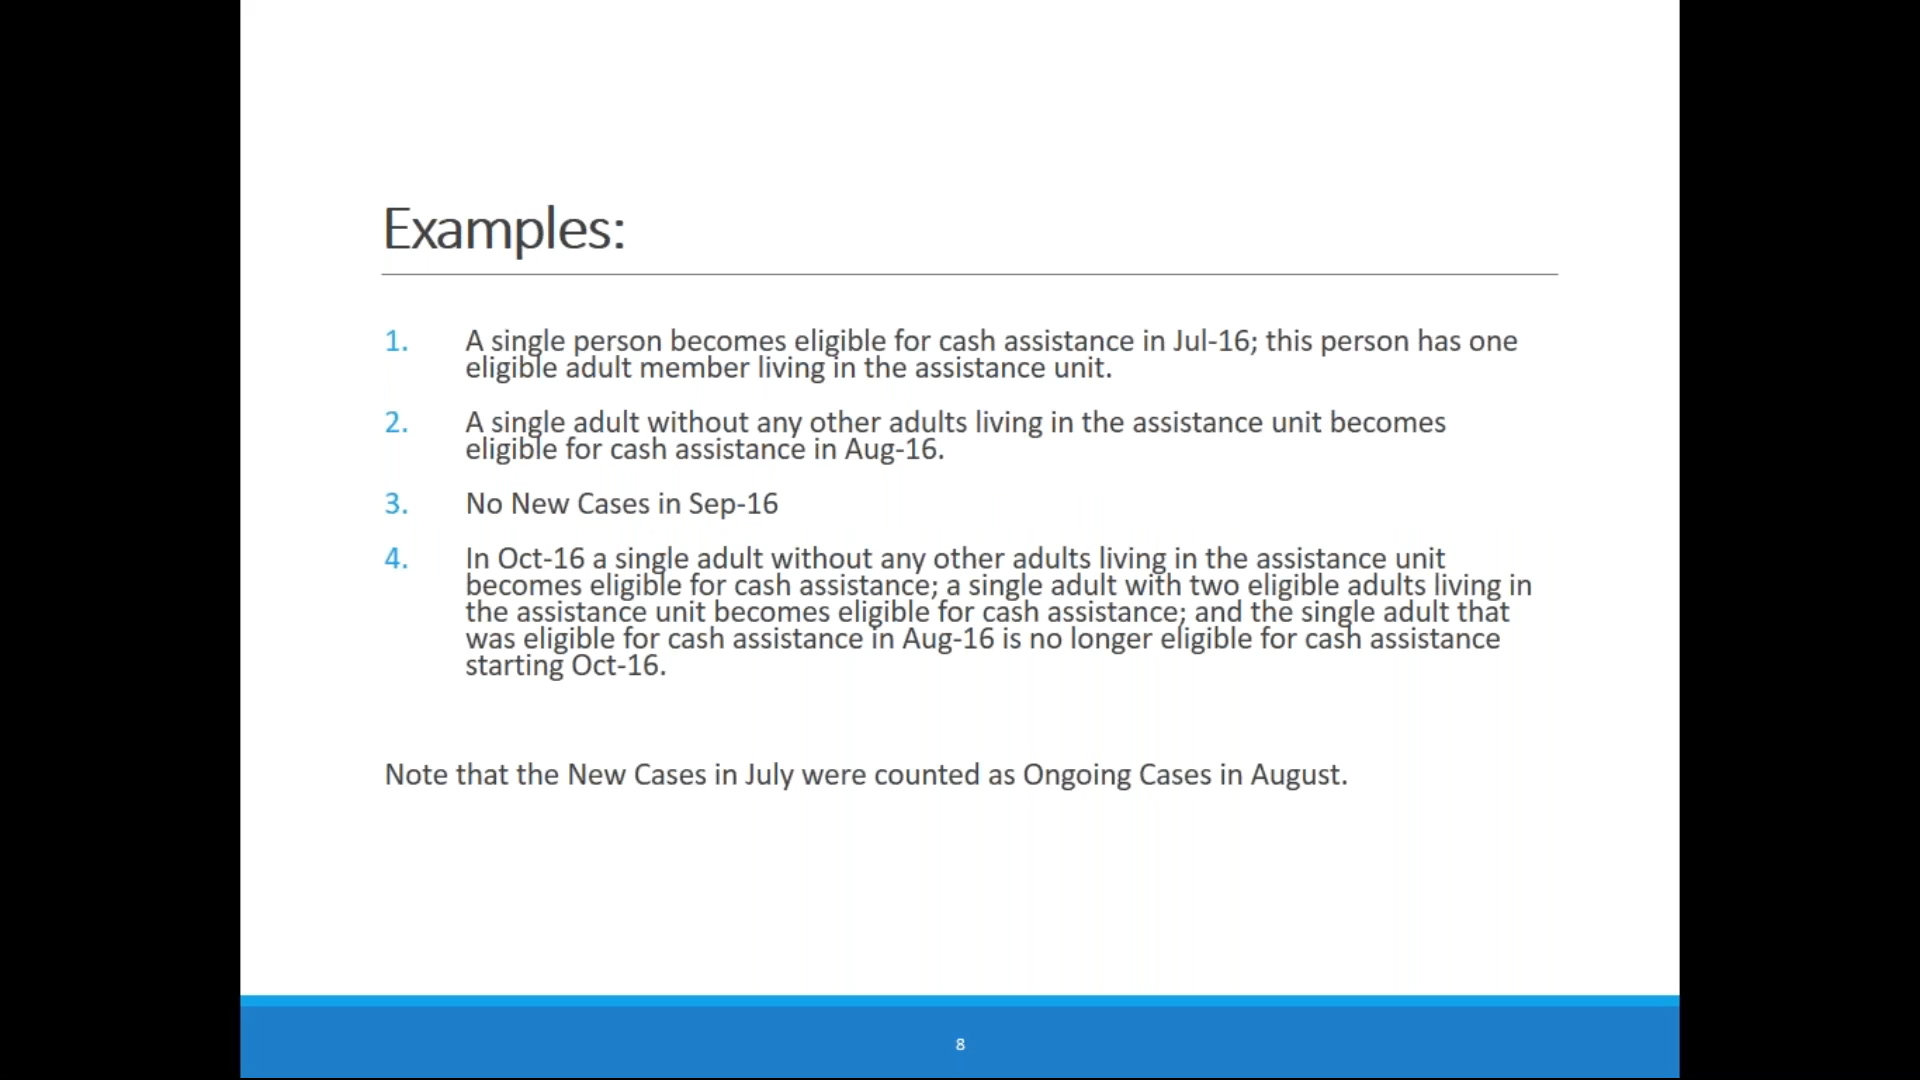 Examples:
1. A single person becomes eligible for cash assistance in Jul-16; this person has one
eligible adult member living in the assistance unit.
2. A single adult without any other adults living in the assistance unit becomes
eligible for cash assistance in Aug-16.
3. No New Cases in Sep-16
4. In Oct-16 a single adult without any other adults living in the assistance unit
becomes eligible for cash assistance; a single adult with two eligible adults living in
the assistance unit becomes eligible for cash assistance; and the single adult that
was eligible for cash assistance in Aug-16 is no longer eligible for cash assistance
starting Oct-16.
Note that the New Cases in July were counted as Ongoing Cases in August.
8